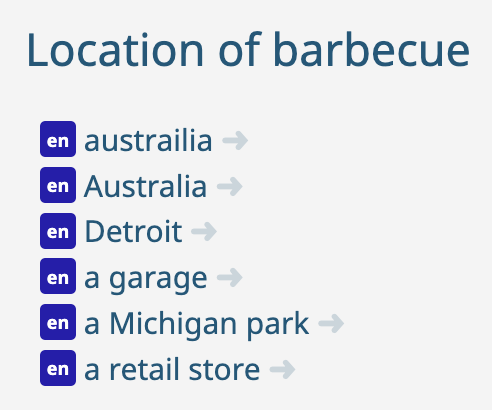 Location of barbecue
en austrailia ➜
en Australia ➜
en Detroit ➜
en a garage ➜
en a Michigan park ➜
en a retail store ➜